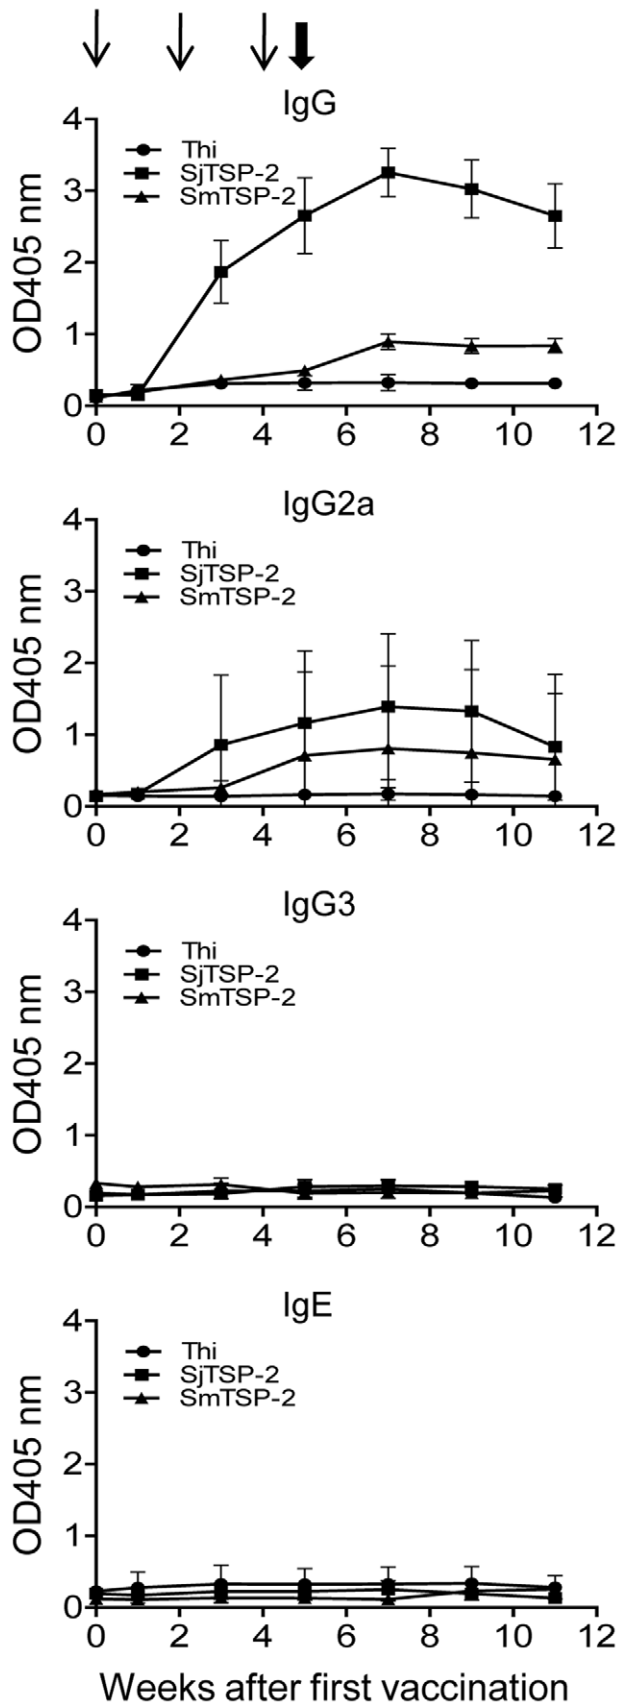 IgG
4
Thi
SjTSP-2
3
SmTSP-2
2
OD405 nm
1
0
0 2 4 6 8 10 12
IgG2a
4
Thi
SjTSP-2
3
SmTSP-2
2
OD405 nm
1
0
0 2 4 6 8 10 12
IgG3
4
Thi
SjTSP-2
3
SmTSP-2
2
OD405 nm
1
0
0 2 4 6 8 10 12
IgE
4
Thi
SjTSP-2
3
SmTSP-2
2
OD405 nm
1
0
0 2 4 6 8 10 12
Weeks after first vaccination